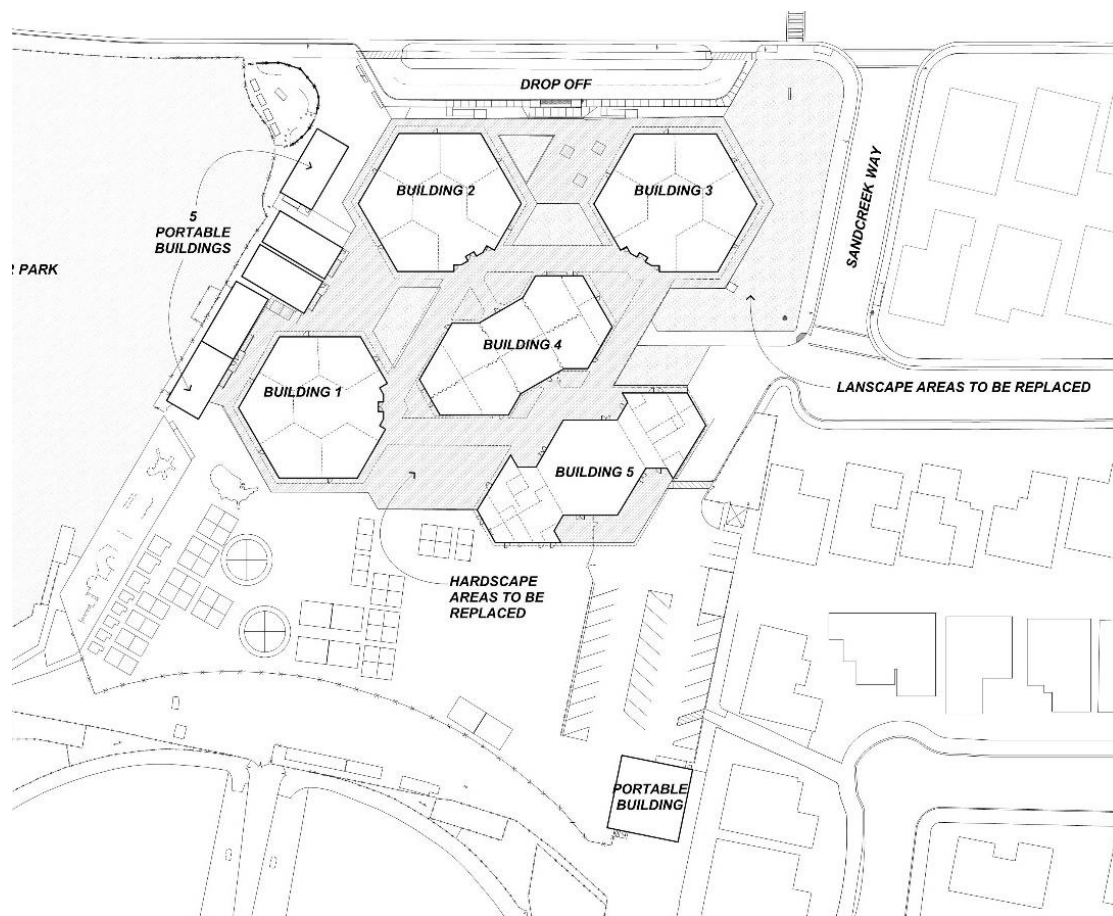 DROP OFF
BUILDING 2
BUILDING 3
5
PORTABLE
BUILDINGS
SANDCREEK WAY
PARK
BUILDING 4
BUILDING 1
LANSCAPE AREAS TO BE REPLACED
BUILDING 5
HARDSCAPE
AREAS TO BE
REPLACED
PORTABLE
BUILDING